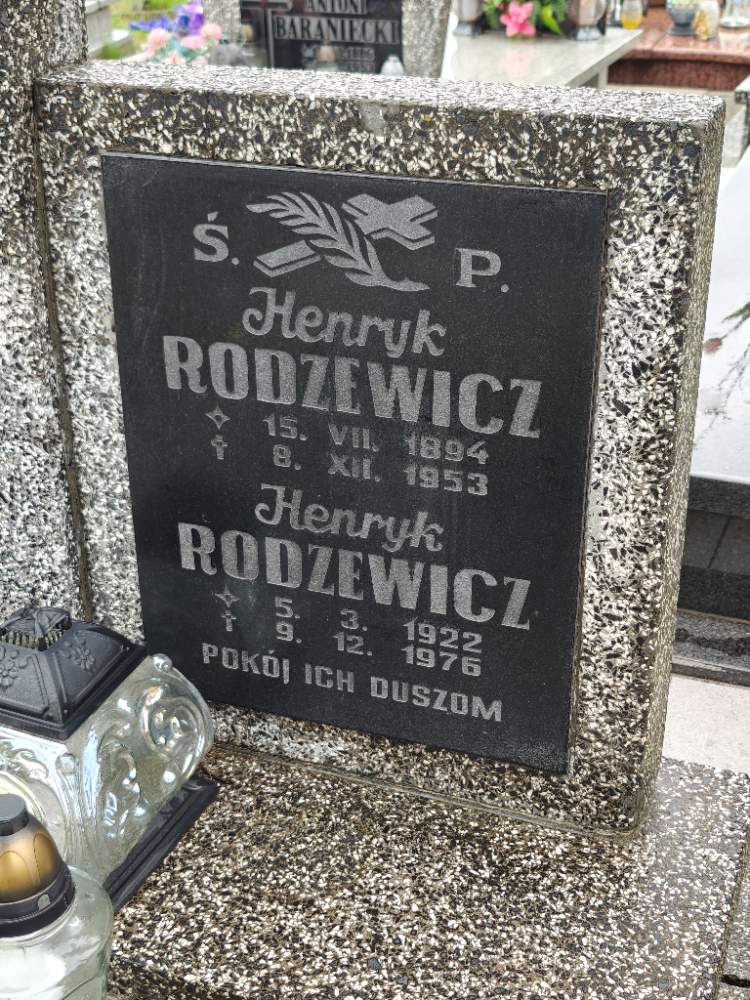 ANTONI
BARANIECKI
Ś. P.
Henryk
RODZEWICZ
15. VII. 1894
✝ 8. XII. 1953
Henryk
RODZEWICZ
5. 3. 1922
✝ 9. 12. 1976
POKÓJ ICH DUSZOM